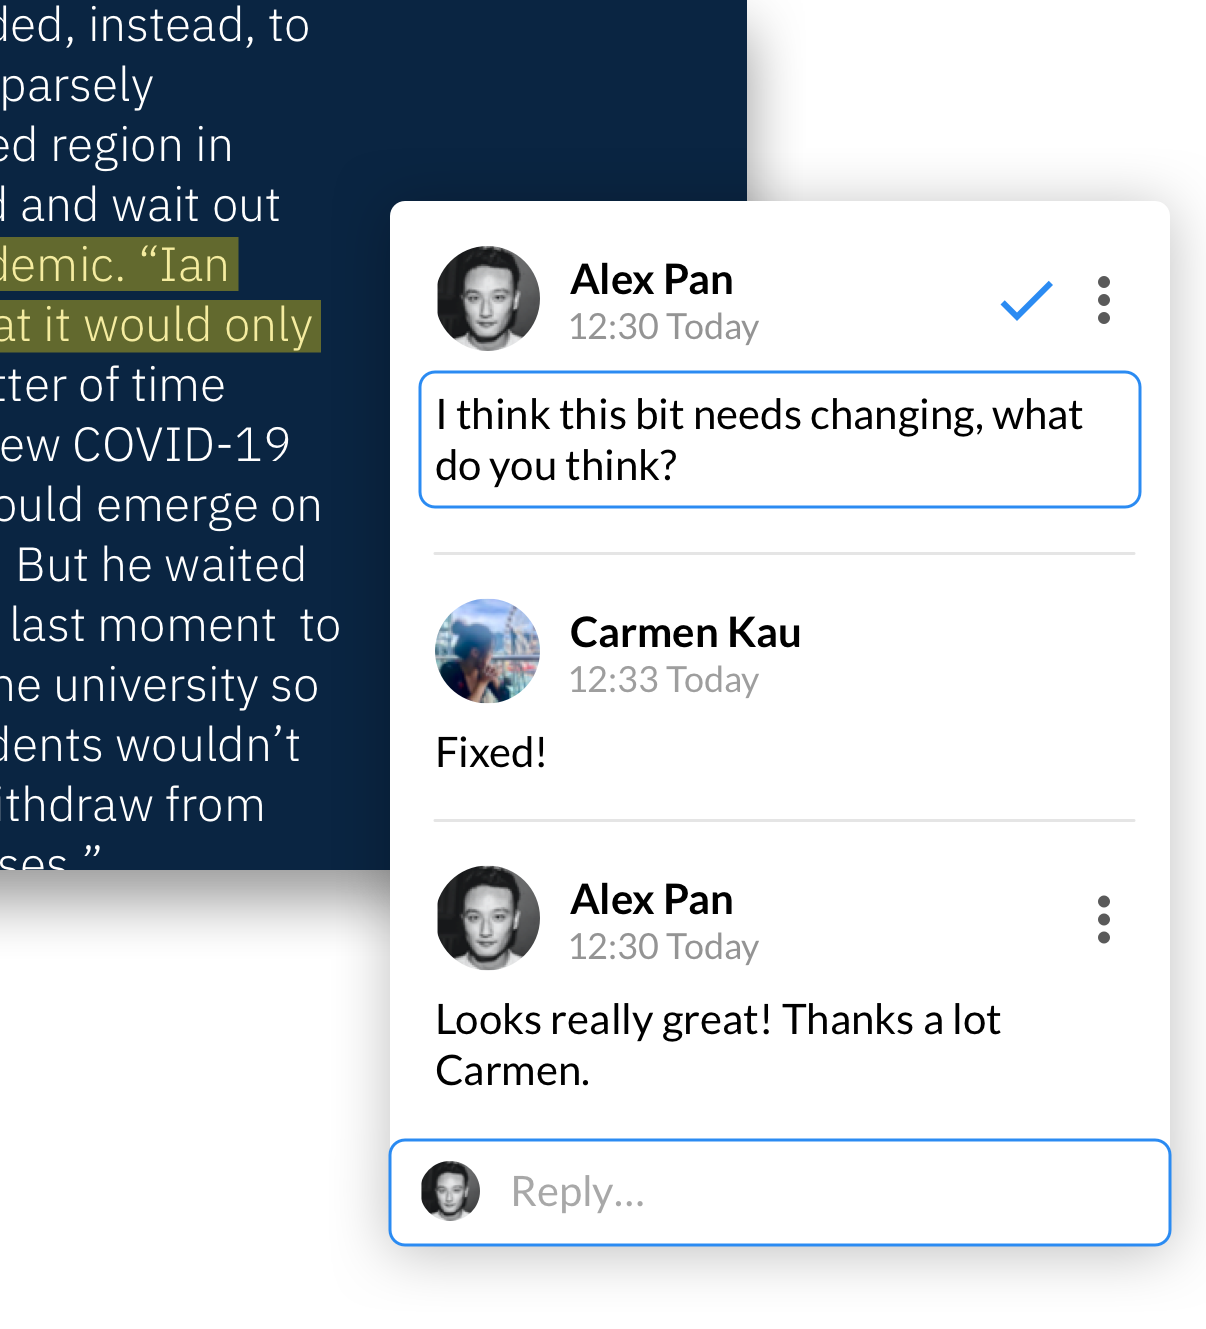 ded, instead, to
parsely
ed region in
d and wait out
demic. “Ian
at it would only
tter of time
ew COVID-19
ould emerge on
But he waited
last moment to
ne university so
dents wouldn’t
ithdraw from
ses.”
Alex Pan
12:30 Today
I think this bit needs changing, what
do you think?
Carmen Kau
12:33 Today
Fixed!
Alex Pan
12:30 Today
Looks really great! Thanks a lot
Carmen.
Reply...